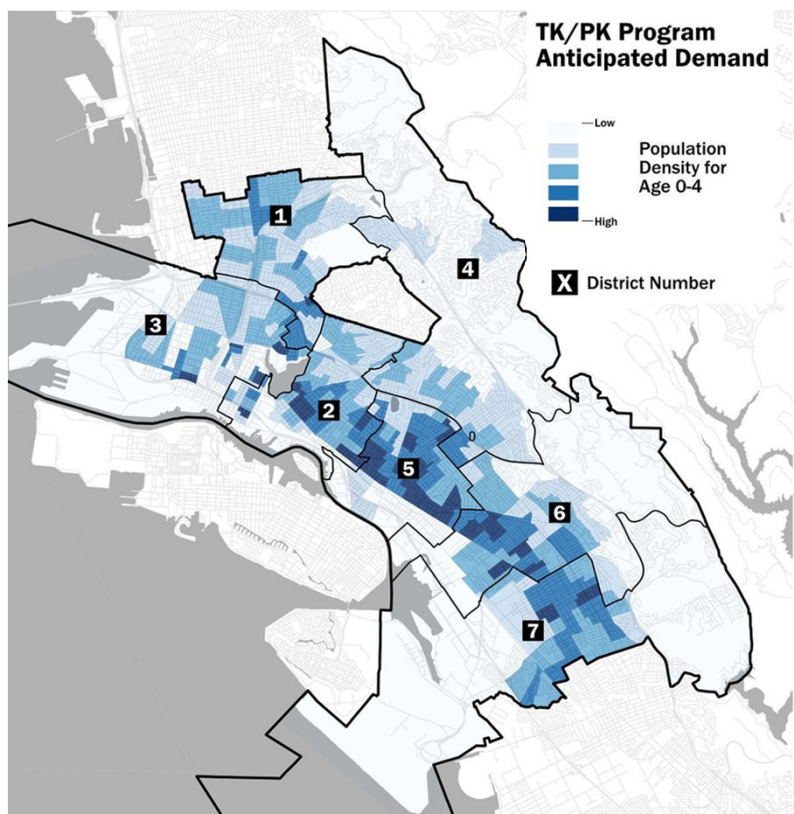 TK/PK Program
Anticipated Demand
Low
Population
Density for
Age 0-4
High
X District Number
1
4
3
2
0
5
6
7